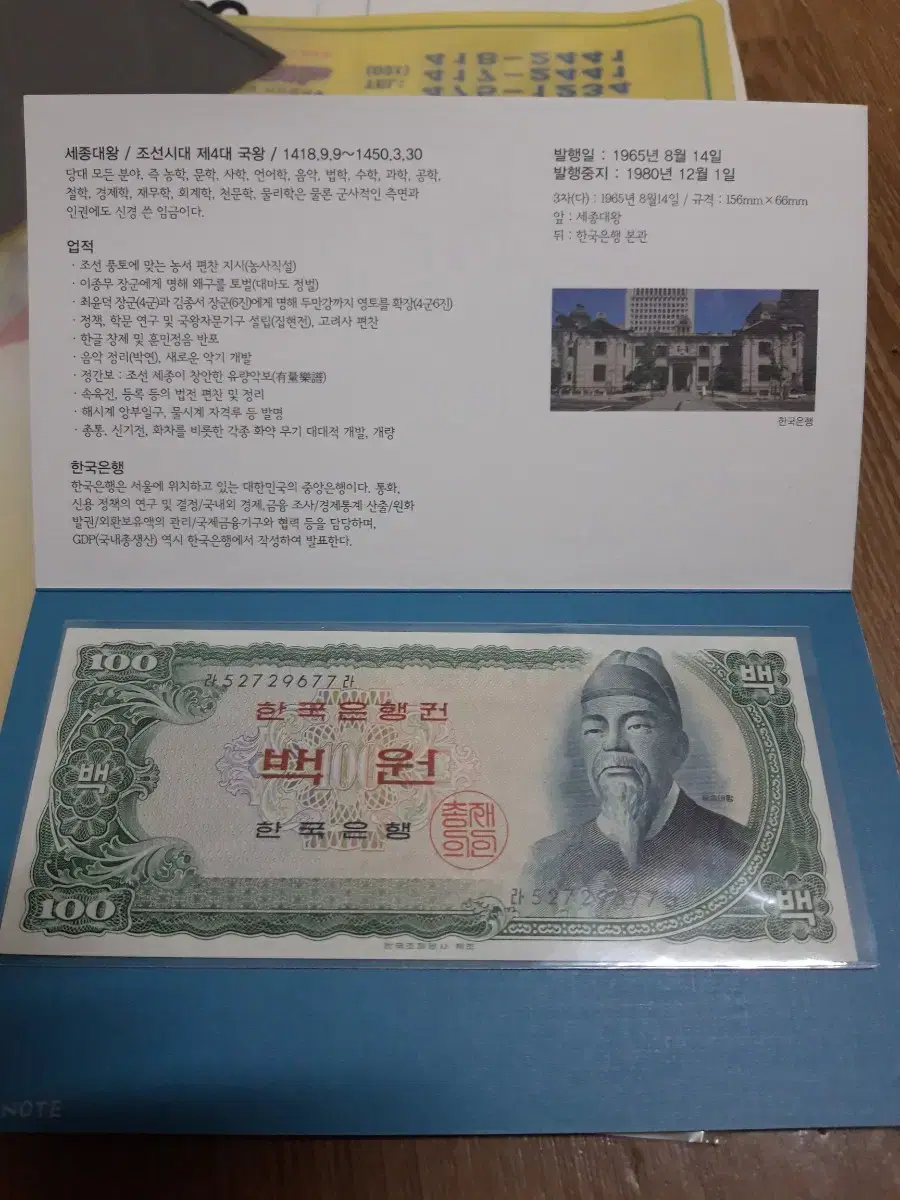 418-5441
417-5441
TEL:
세종대왕 / 조선시대 제4대 국왕 / 1418.9.9~1450.3.30
당대 모든 분야, 즉 농학, 문학, 사학, 언어학, 음악, 법학, 수학, 과학, 공학,
철학, 경제학, 재무학, 회계학, 천문학, 물리학은 물론 군사적인 측면과
인권에도 신경 쓴 임금이다.
업적
· 조선 풍토에 맞는 농서 편찬 지시(농사직설)
· 이종무 장군에게 명해 왜구를 토벌(대마도 정벌)
· 최윤덕 장군(4군)과 김종서 장군(6진)에게 명해 두만강까지 영토를 확장(4군6진)
· 정책, 학문 연구 및 국왕자문기구 설립(집현전), 고려사 편찬
· 한글 창제 및 훈민정음 반포
· 음악 정리(박연), 새로운 악기 개발
· 정간보 : 조선 세종이 창안한 유량악보(有量樂譜)
· 속육전, 등록 등의 법전 편찬 및 정리
· 해시계 앙부일구, 물시계 자격루 등 발명
· 총통. 신기전, 화차를 비롯한 각종 화약 무기 대대적 개발, 개량
한국은행
한국은행은 서울에 위치하고 있는 대한민국의 중앙은행이다. 통화,
신용 정책의 연구 및 결정/국내외 경제,금융 조사/경제통계 산출/원화
발권/외환보유액의 관리/국제금융기구와 협력 등을 담당하며,
GDP(국내총생산) 역시 한국은행에서 작성하여 발표한다.
발행일 : 1965년 8월 14일
발행중지 : 1980년 12월 1일
3차(다) : 1965년 8월14일 / 규격 : 156mm×66mm
앞 : 세종대왕
뒤 : 한국은행 본관
한국은행
100
라 52729677 라
백
한국은행권
백 100 원
백
한국은행
총재의인
세종대왕
100
라 52729677 라
백
한국조폐공사 제조
NOTE